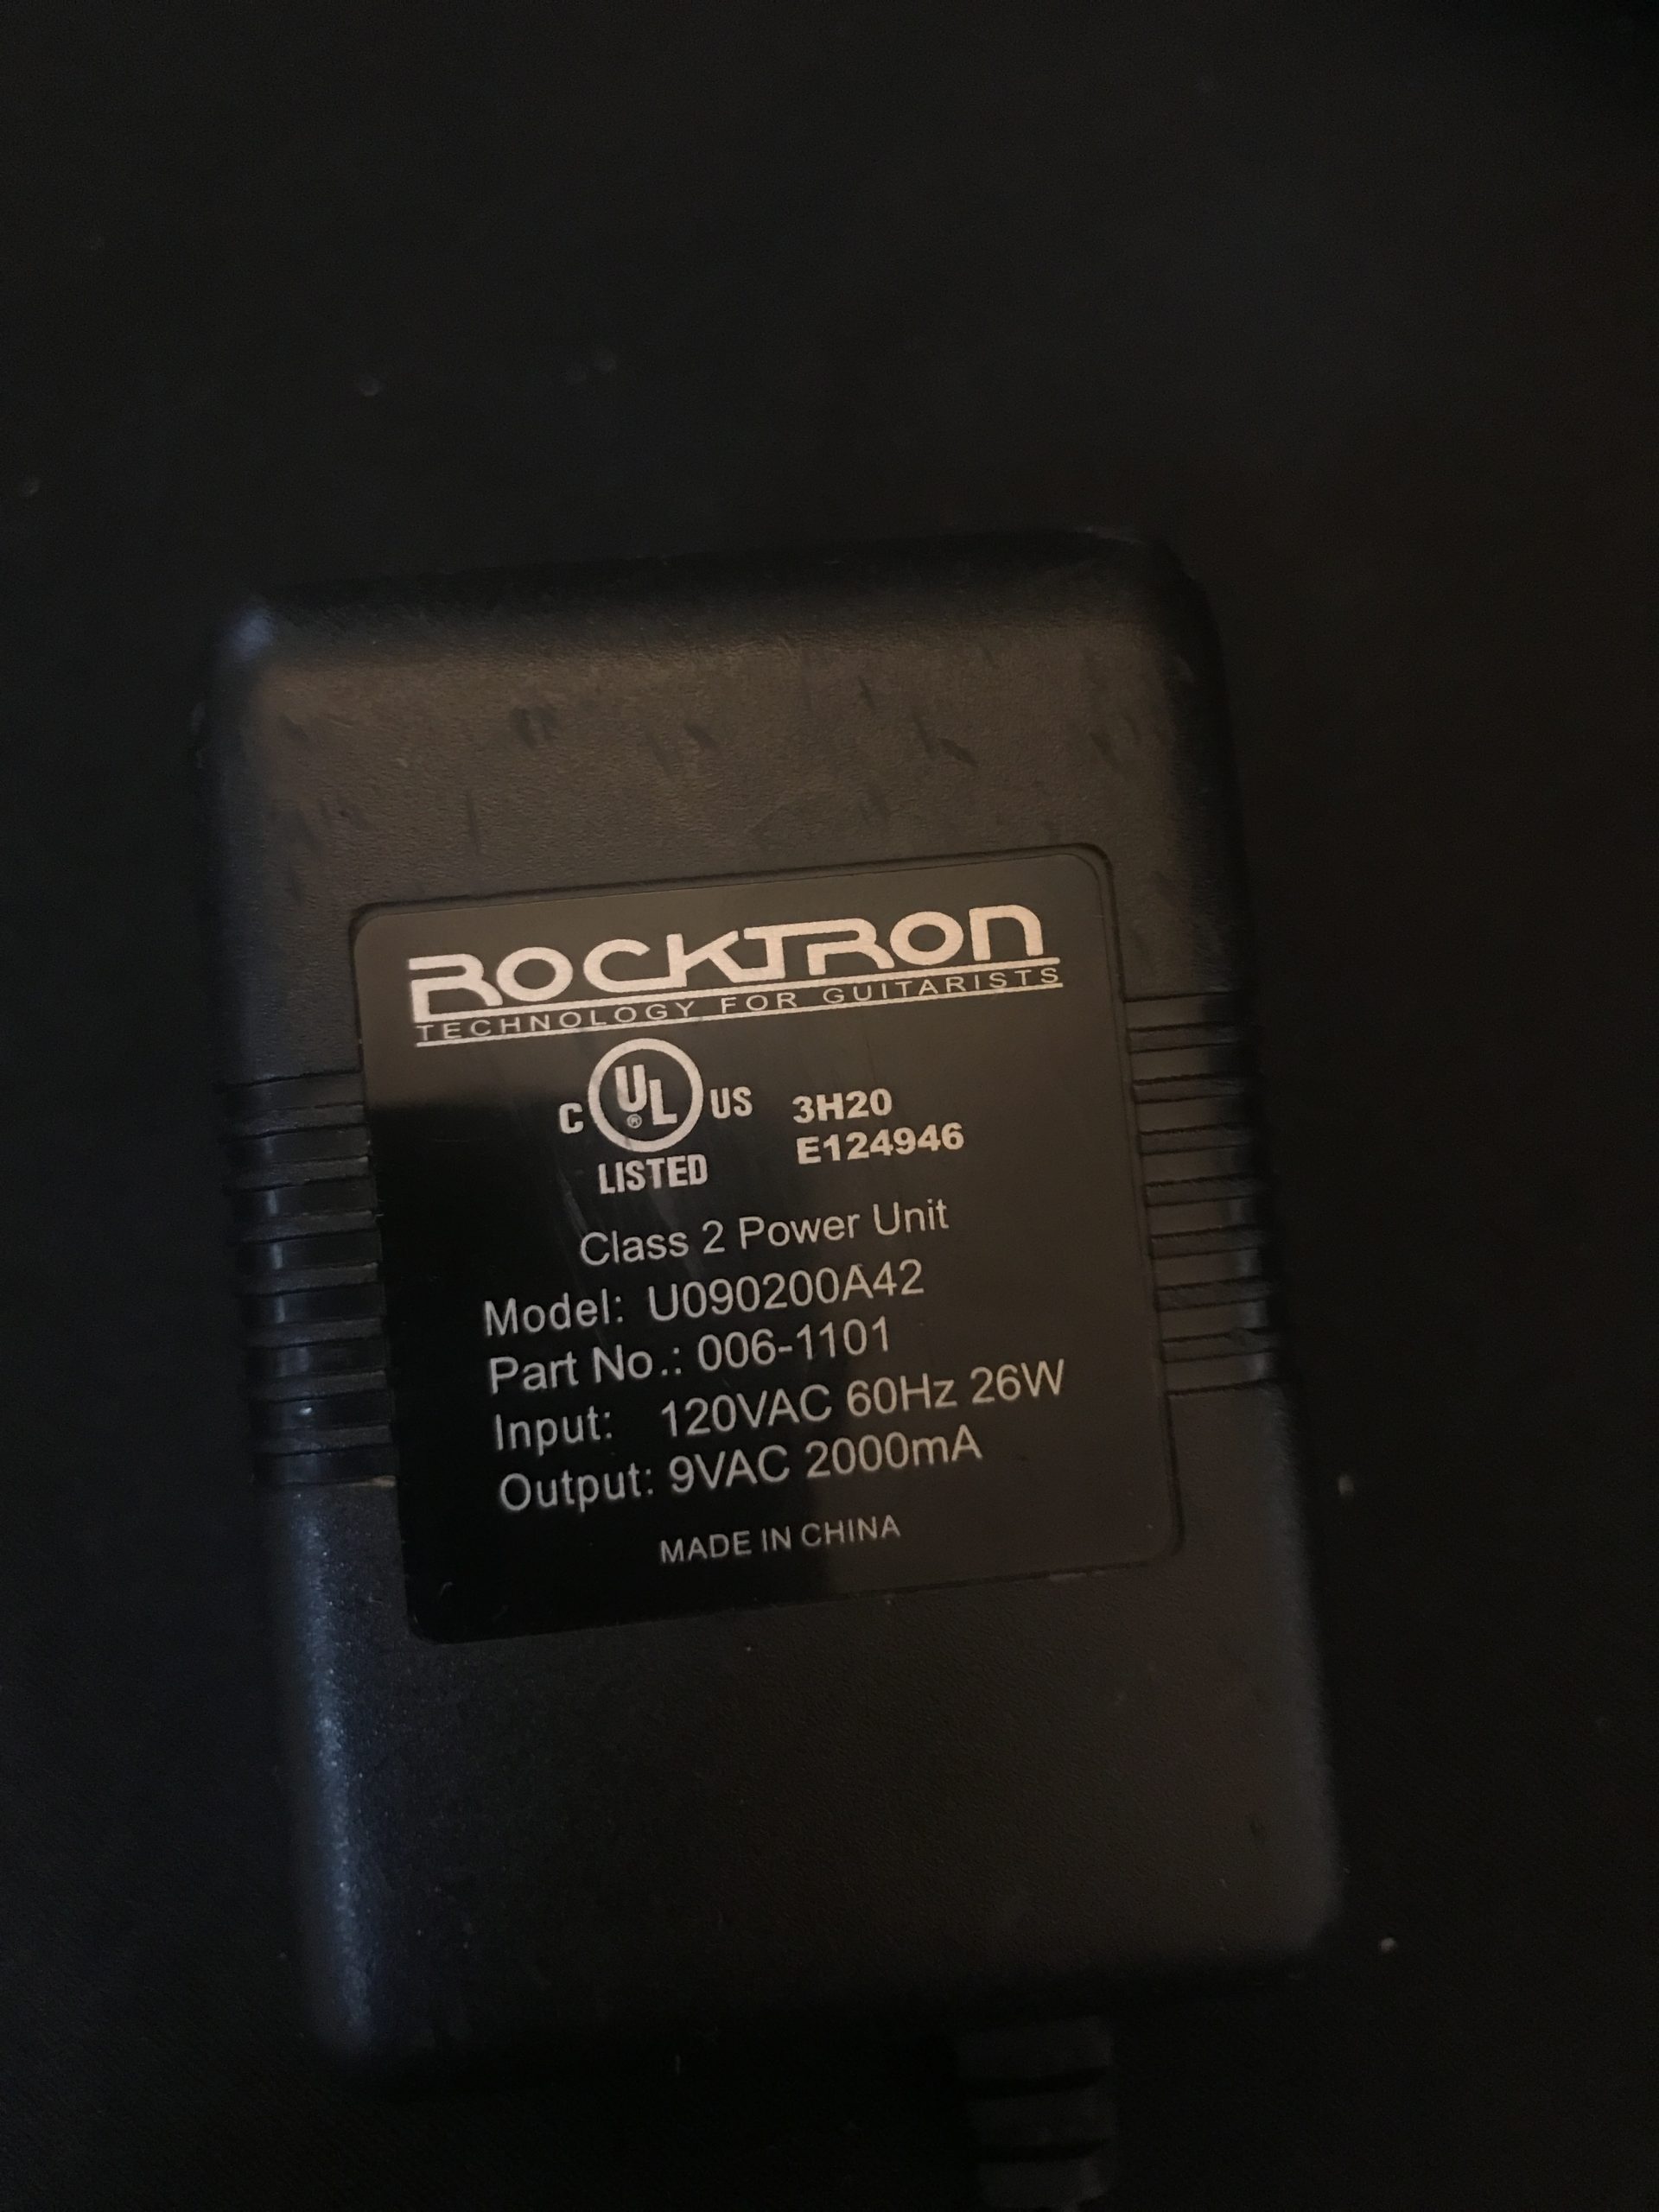 ROCKTRON
TECHNOLOGY FOR GUITARISTS
C UL® US
LISTED
3H20
E124946
Class 2 Power Unit
Model: U090200A42
Part No.: 006-1101
Input: 120VAC 60Hz 26W
Output: 9VAC 2000mA
MADE IN CHINA